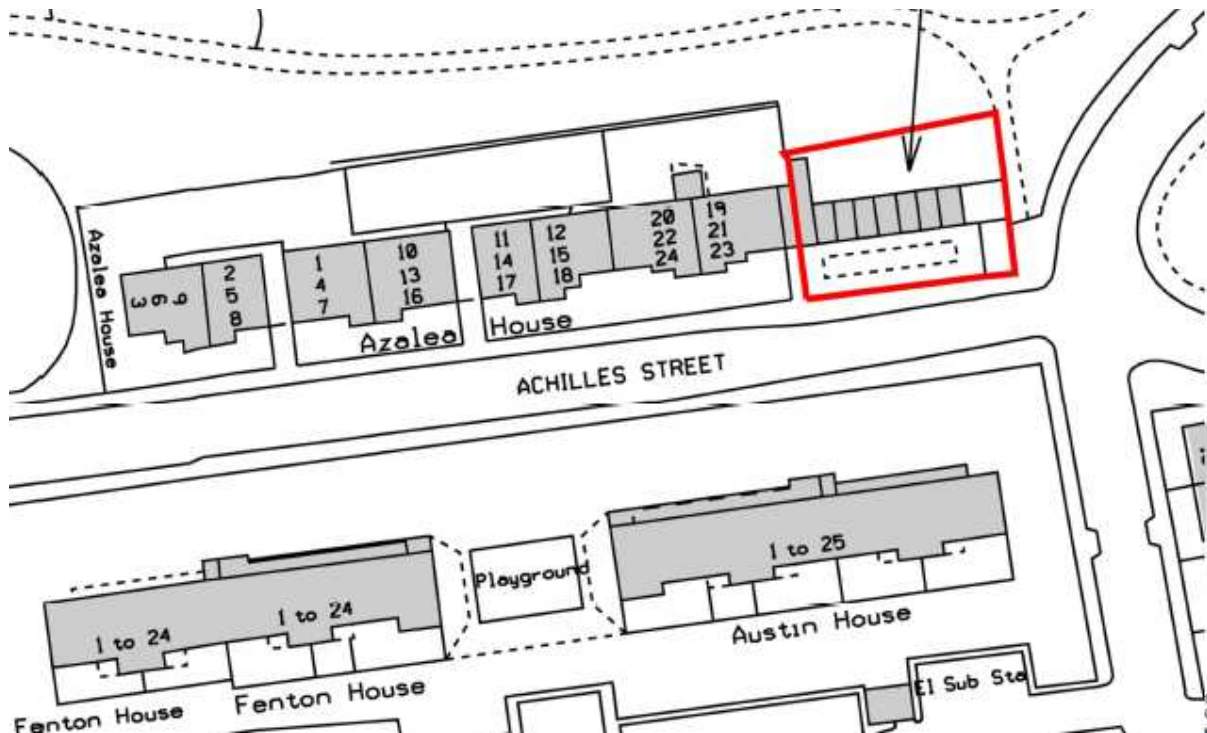 Azalea House
3 6 9
2
5
8
1
4
7
10
13
16
11
14
17
12
15
18
20
22
24
19
21
23
Azalea House
ACHILLES STREET
1 to 24
1 to 24
Playground
1 to 25
Fenton House
Fenton House
Austin House
El Sub Sta